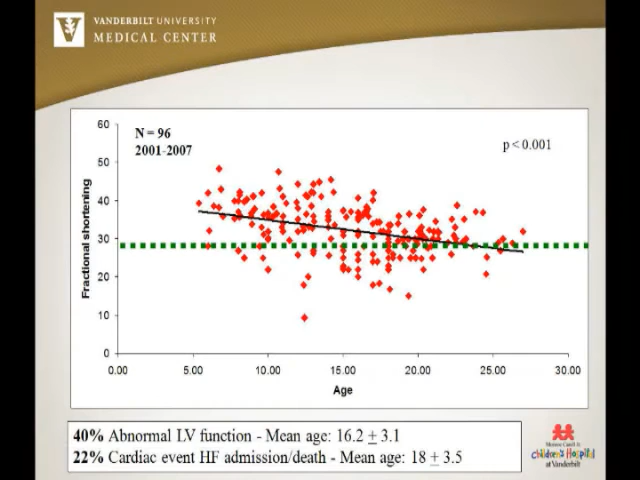 VANDERBILT UNIVERSITY
MEDICAL CENTER
N = 96
2001-2007
p < 0.001
Fractional shortening
60
50
40
30
20
10
0
0.00 5.00 10.00 15.00 20.00 25.00 30.00
Age
40% Abnormal LV function - Mean age: 16.2 ± 3.1
22% Cardiac event HF admission/death - Mean age: 18 ± 3.5
Monroe Carell Jr.
Children's Hospital
at Vanderbilt